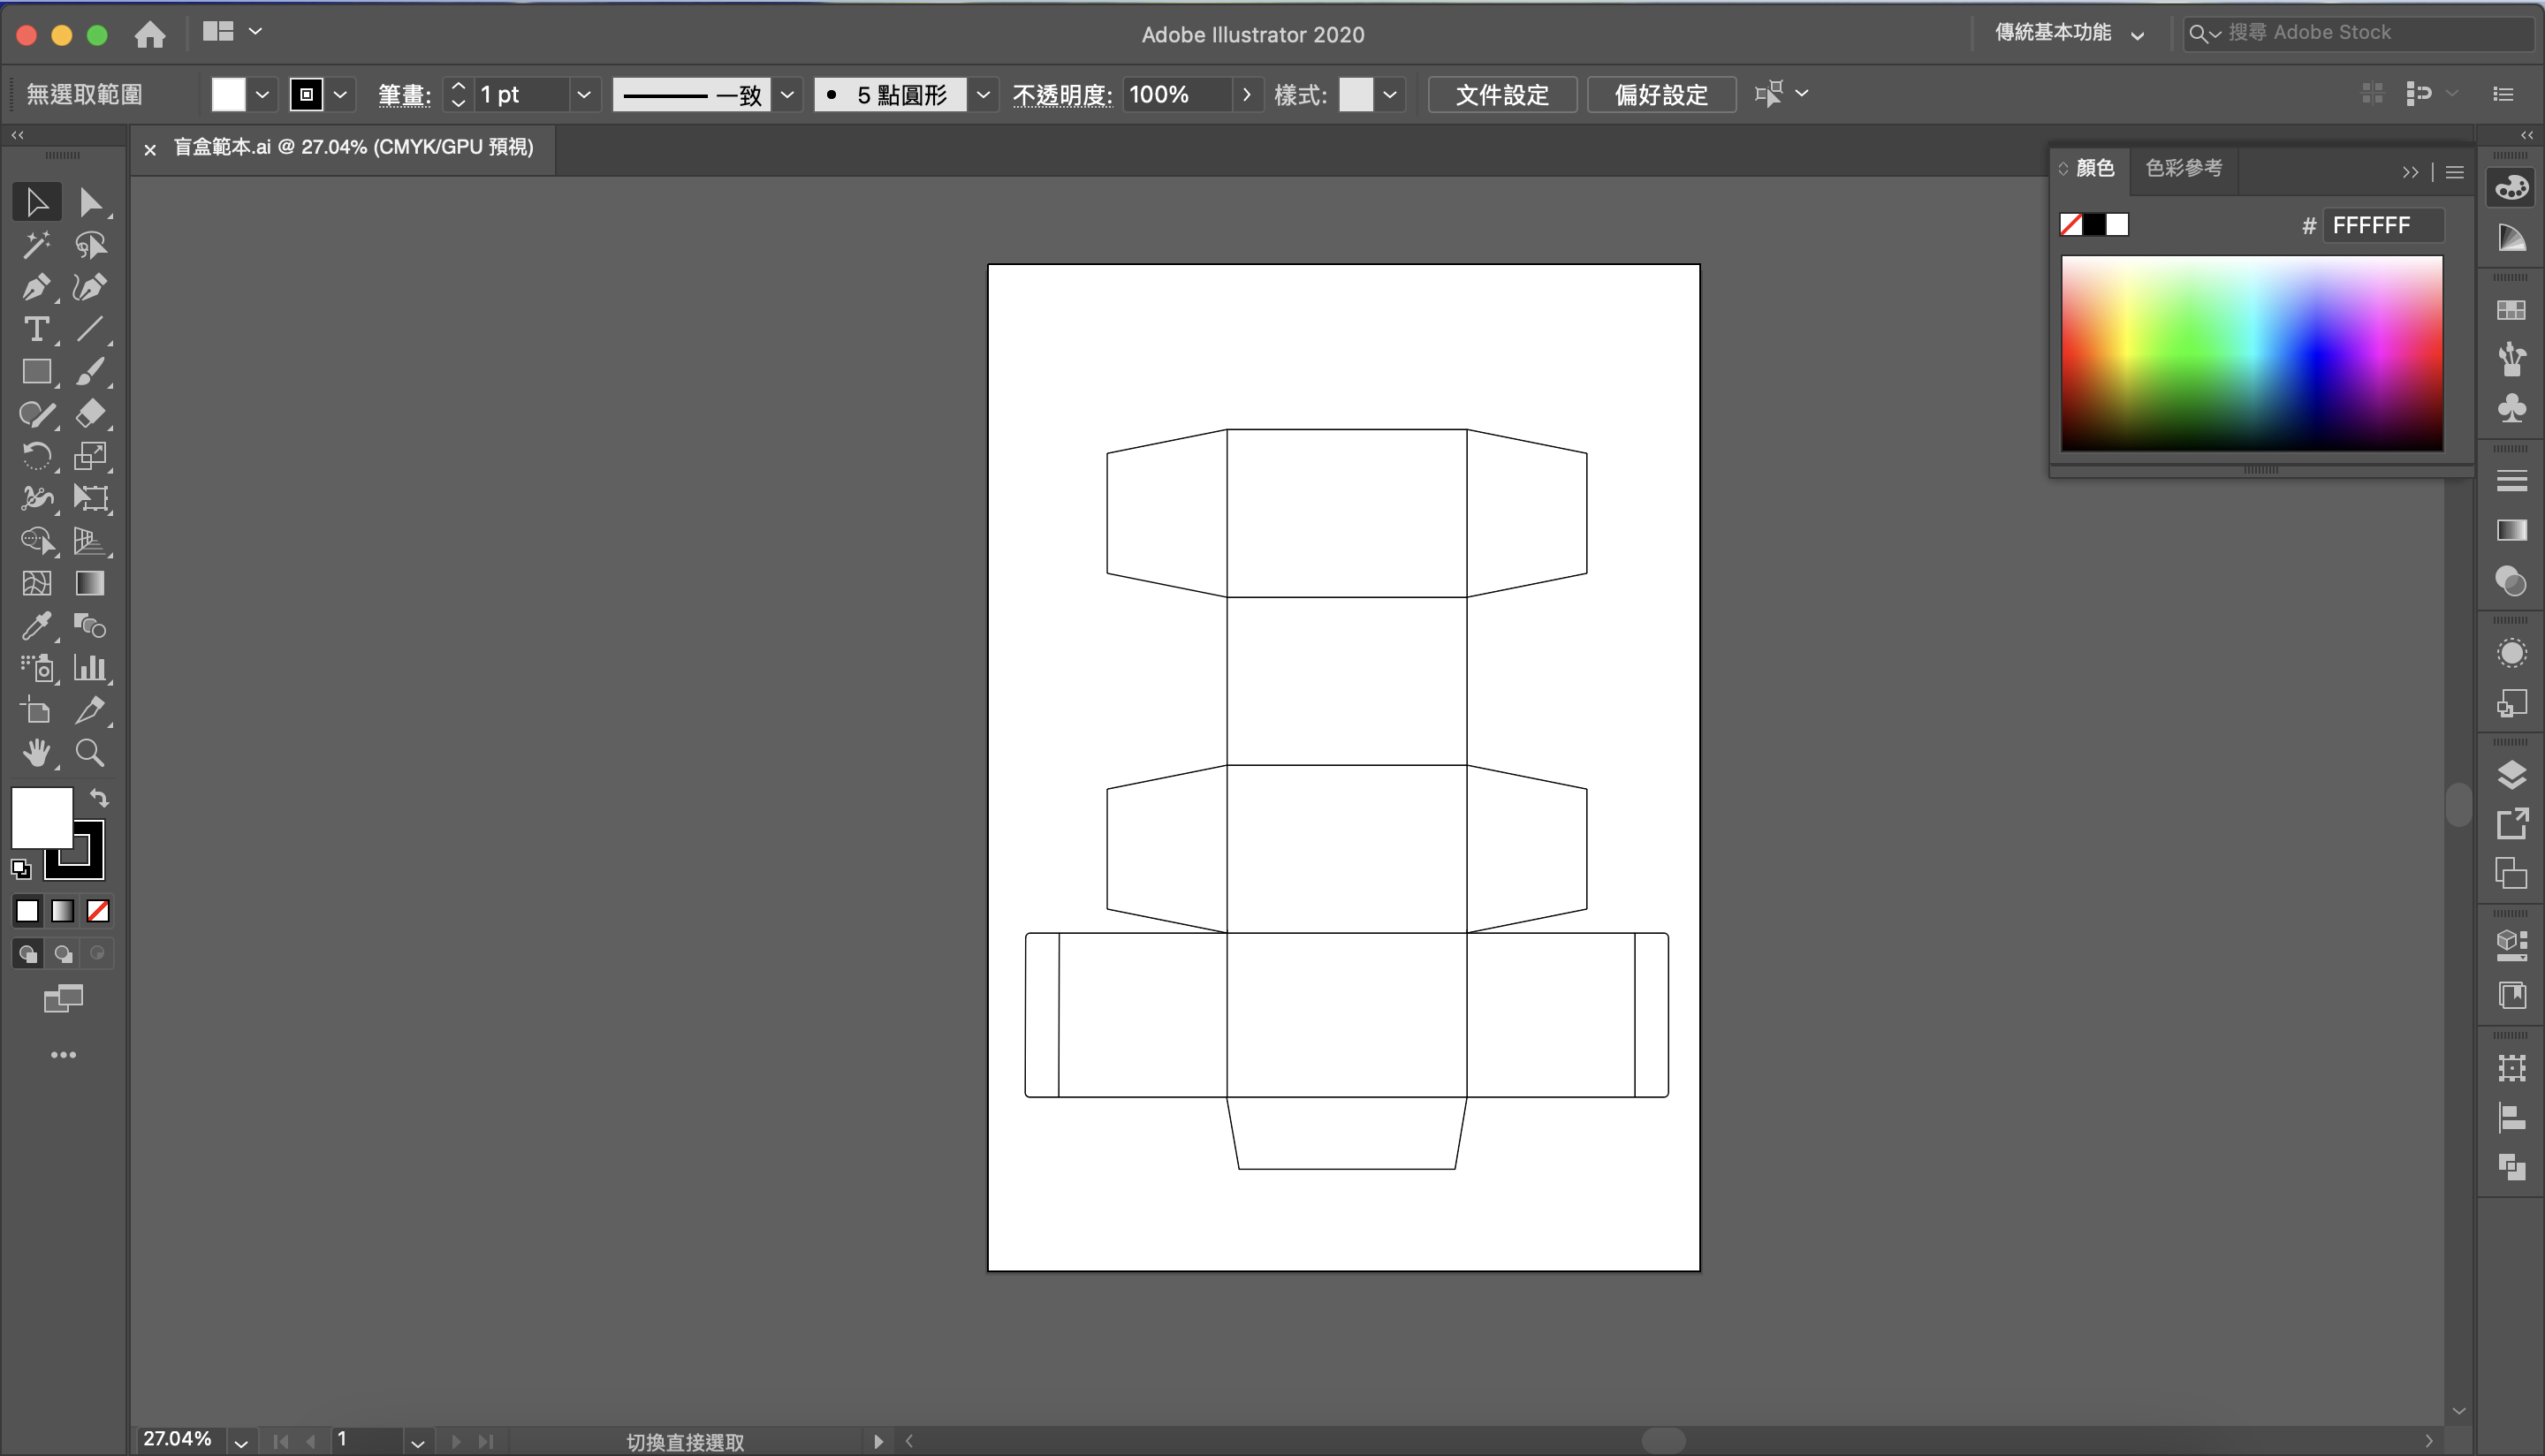 Adobe Illustrator 2020
傳統基本功能
搜尋 Adobe Stock
無選取範圍
筆畫: 1 pt
一致
5 點圓形
不透明度: 100%
樣式:
文件設定
偏好設定
盲盒範本.ai @ 27.04% (CMYK/GPU 預視)
顏色
色彩參考
# FFFFFF
27.04%
1
切換直接選取